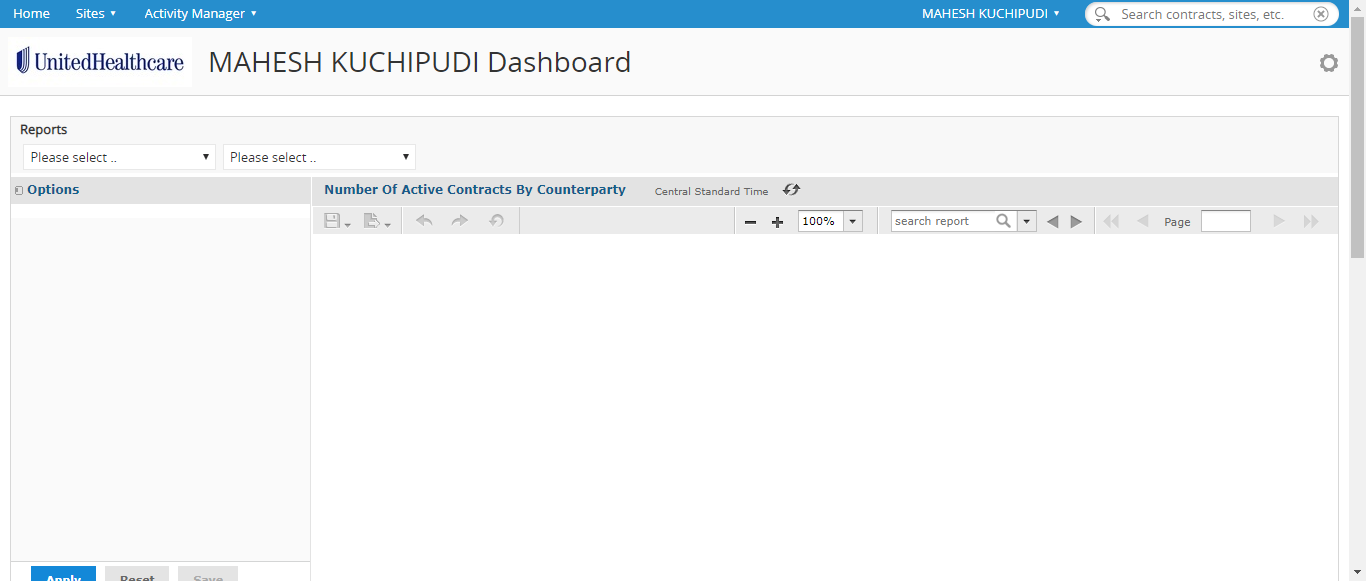 Home Sites Activity Manager MAHESH KUCHIPUDI Search contracts, sites, etc.
UnitedHealthcare MAHESH KUCHIPUDI Dashboard
Reports
Please select .. Please select ..
Options Number Of Active Contracts By Counterparty Central Standard Time
100% search report Page
Apply Reset Save